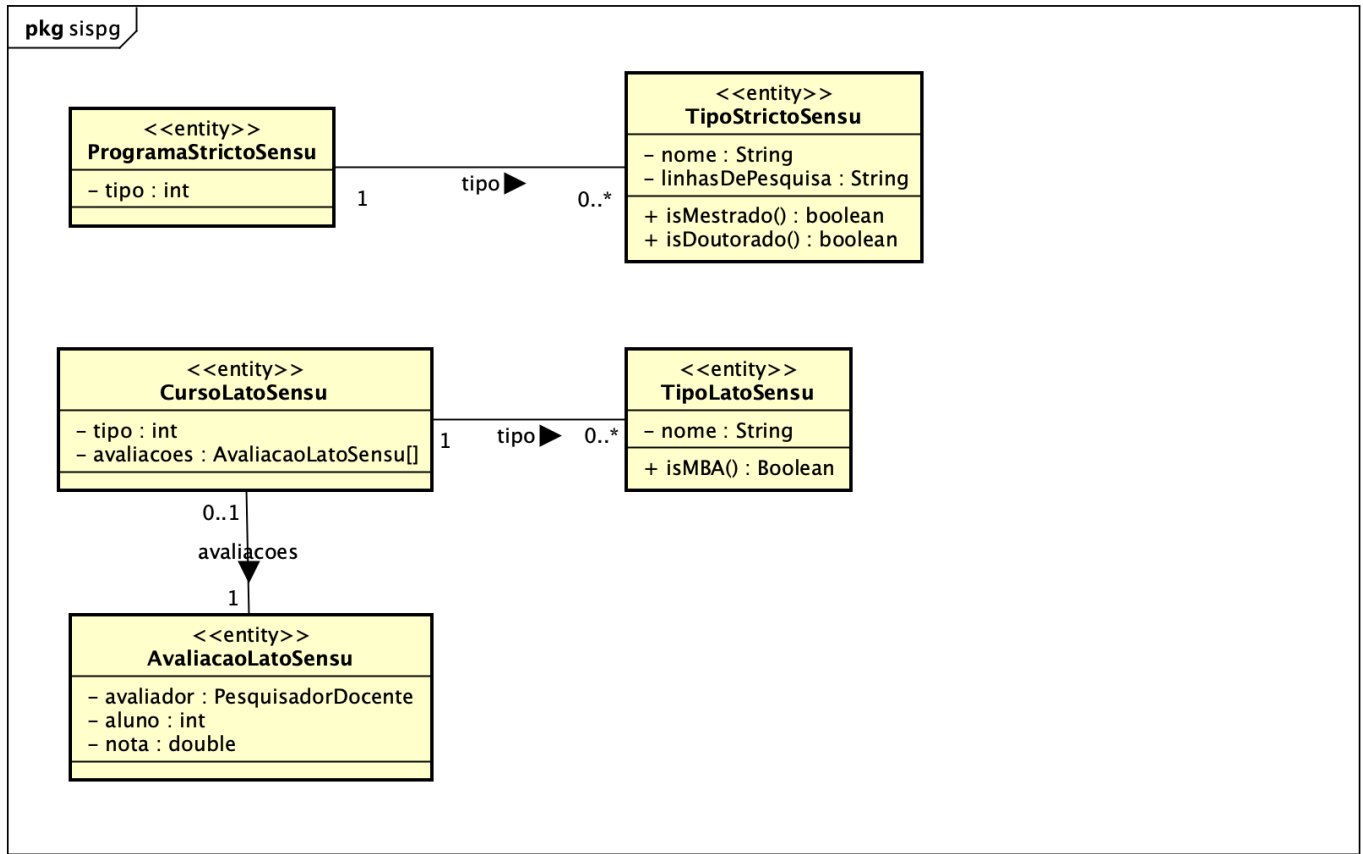 pkg sispg
<<entity>>
ProgramaStrictoSensu
– tipo : int
1
tipo
0..*
<<entity>>
TipoStrictoSensu
– nome : String
– linhasDePesquisa : String
+ isMestrado() : boolean
+ isDoutorado() : boolean
<<entity>>
CursoLatoSensu
– tipo : int
– avaliacoes : AvaliacaoLatoSensu[]
1
tipo
0..*
<<entity>>
TipoLatoSensu
– nome : String
+ isMBA() : Boolean
0..1
avaliacoes
1
<<entity>>
AvaliacaoLatoSensu
– avaliador : PesquisadorDocente
– aluno : int
– nota : double